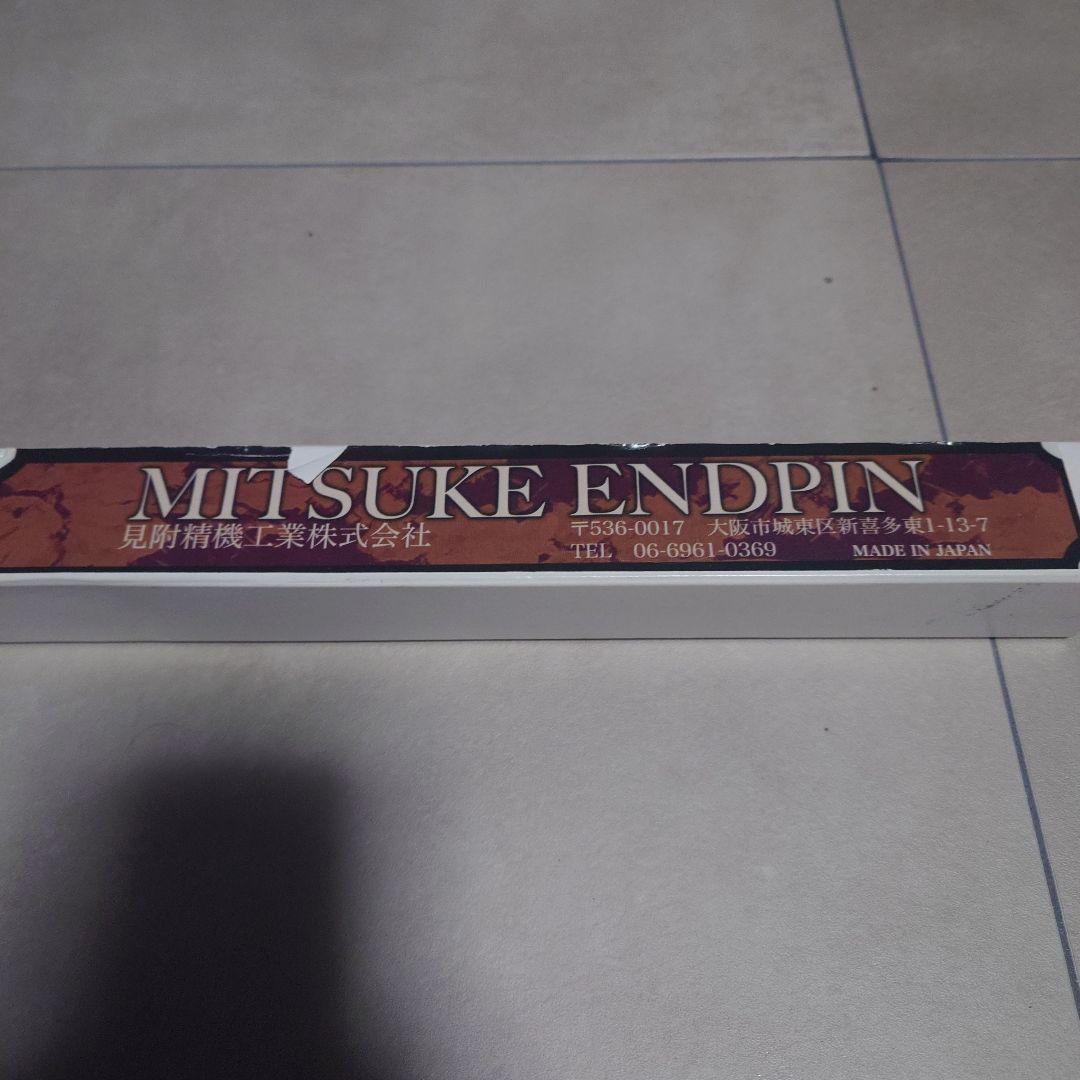 MITSUKE ENDPIN
見附精機工業株式会社
〒536-0017 大阪市城東区新喜多東1-13-7
TEL 06-6961-0369 MADE IN JAPAN